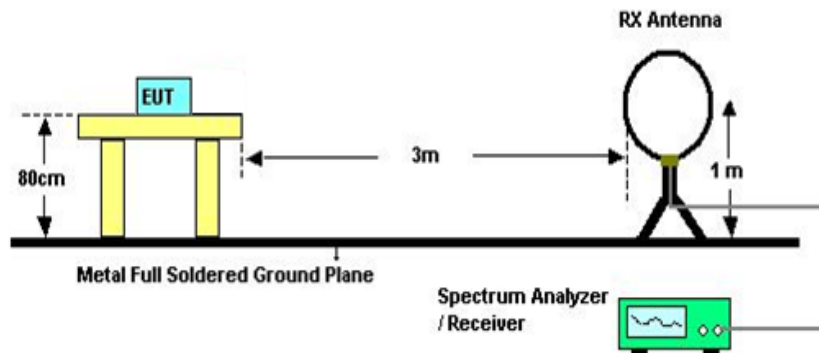 RX Antenna
EUT
3m
80cm
1 m
Metal Full Soldered Ground Plane
Spectrum Analyzer
/ Receiver